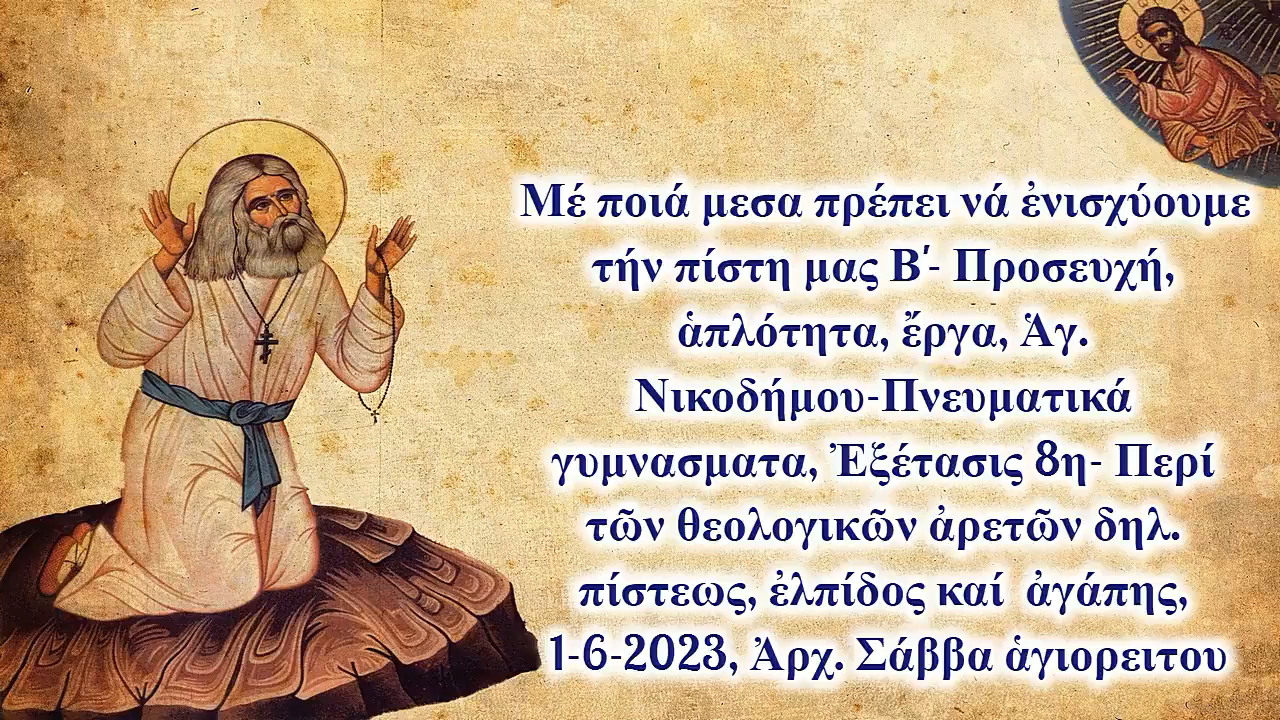 Μέ ποιά μεσα πρέπει νά ἐνισχύουμε
τήν πίστη μας Β΄- Προσευχή,
ἁπλότητα, ἔργα, Ἁγ.
Νικοδήμου-Πνευματικά
γυμνασματα, Ἐξέτασις 8η- Περί
τῶν θεολογικῶν ἀρετῶν δηλ.
πίστεως, ἐλπίδος καί ἀγάπης,
1-6-2023, Ἀρχ. Σάββα ἁγιορειτου